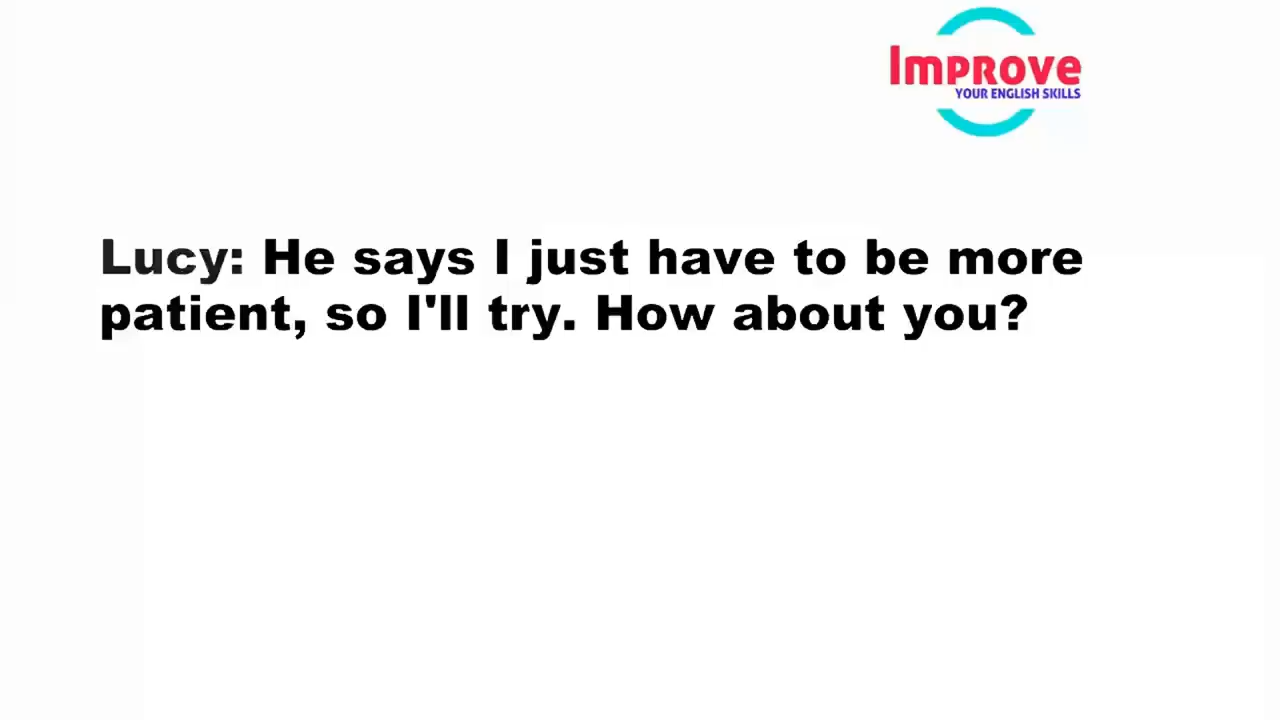 Improve
YOUR ENGLISH SKILLS
Lucy: He says I just have to be more
patient, so I'll try. How about you?